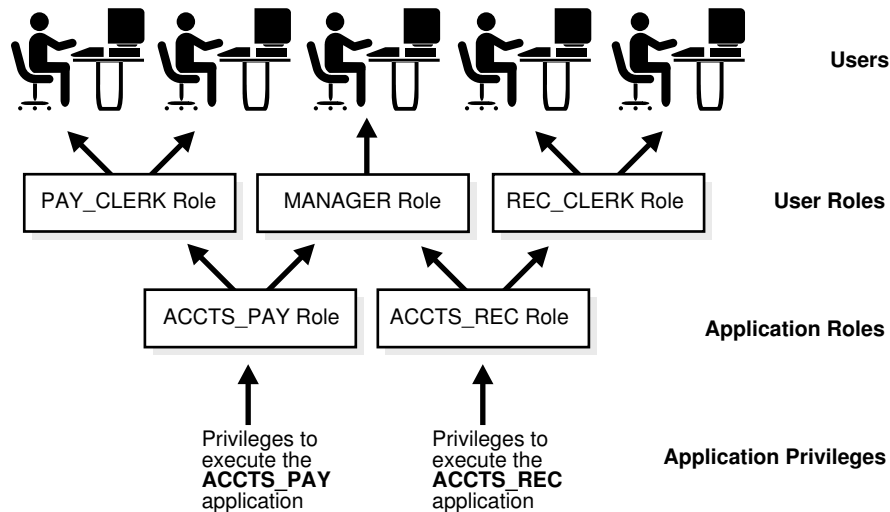 Users
PAY_CLERK Role
MANAGER Role
REC_CLERK Role
User Roles
ACCTS_PAY Role
ACCTS_REC Role
Application Roles
Privileges to
execute the
ACCTS_PAY
application
Privileges to
execute the
ACCTS_REC
application
Application Privileges